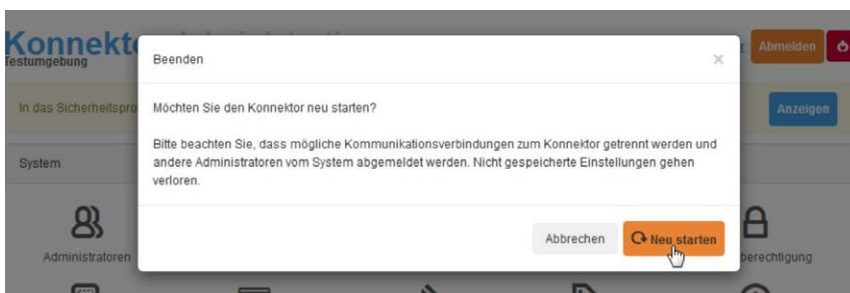 Konnekt
Testumgebung
Abmelden
Beenden
×
In das Sicherheitspro
Anzeigen
Möchten Sie den Konnektor neu starten?
Bitte beachten Sie, dass mögliche Kommunikationsverbindungen zum Konnektor getrennt werden und
andere Administratoren vom System abgemeldet werden. Nicht gespeicherte Einstellungen gehen
verloren.
System
Abbrechen
Neu starten
Administratoren
berechtigung